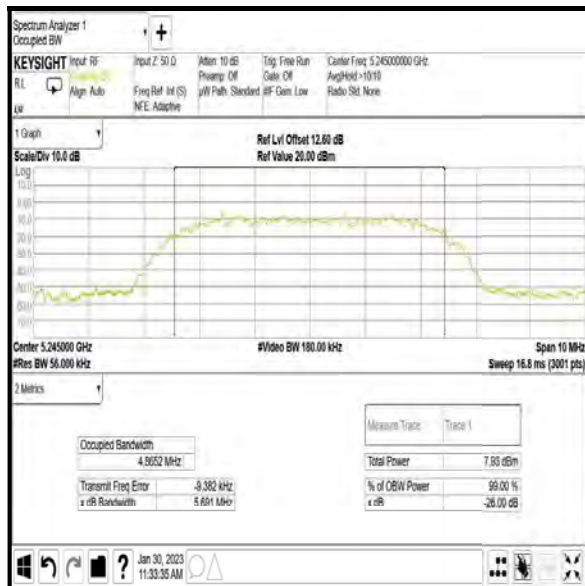 Spectrum Analyzer 1
Occupied BW
KEYSIGHT Input: RF
R L
Align: Auto
Input Z: 50 Ω
Freq Ref: Int (S)
NFE: Adaptive
Atten: 10 dB
Preamp: Off
µW Path: Standard
Trig: Free Run
Gate: Off
#IF Gain: Low
Center Freq: 5.245000000 GHz
Avg|Hold:>10/10
Radio Std: None
1 Graph
Scale/Div 10.0 dB
Ref Lvl Offset 12.60 dB
Ref Value 20.00 dBm
Log
Center 5.245000 GHz
#Res BW 56.000 kHz
#Video BW 180.00 kHz
Span 10 MHz
Sweep 16.8 ms (3001 pts)
2 Metrics
Measure Trace Trace 1
Occupied Bandwidth
4.8652 MHz
Total Power 7.93 dBm
Transmit Freq Error -9.382 kHz
% of OBW Power 99.00 %
x dB Bandwidth 5.691 MHz
x dB -26.00 dB
?
Jan 30, 2023
11:33:35 AM